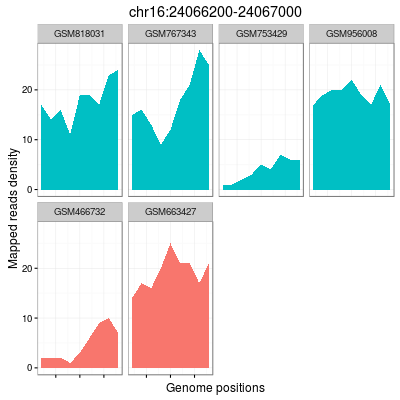 chr16:24066200-24067000
GSM818031 GSM767343 GSM753429 GSM956008
20
10
0
Mapped reads density
GSM466732 GSM663427
20
10
0
Genome positions